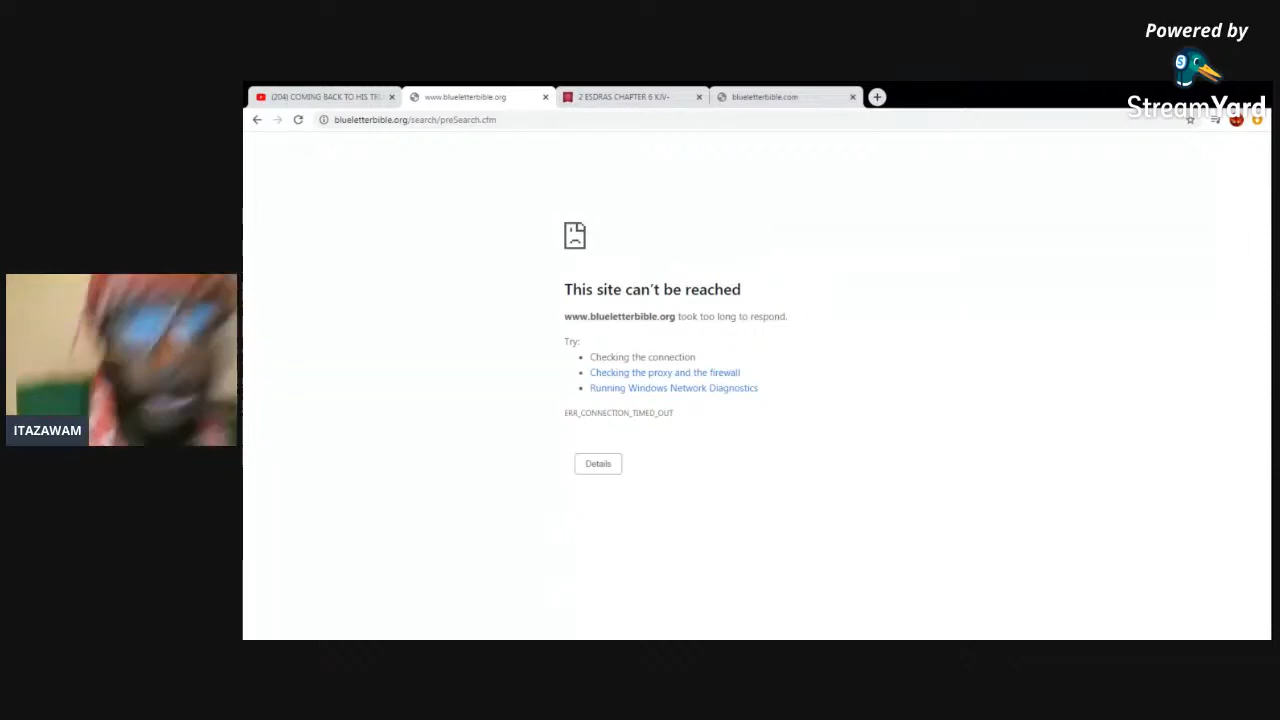 Powered by
StreamYard
(204) COMING BACK TO HIS TRU
www.blueletterbible.org
2 ESDRAS CHAPTER 6 KJV-
blueletterbible.com
blueletterbible.org/search/preSearch.cfm
This site can't be reached
www.blueletterbible.org took too long to respond.
Try:
• Checking the connection
• Checking the proxy and the firewall
• Running Windows Network Diagnostics
ERR_CONNECTION_TIMED_OUT
ITAZAWAM
Details